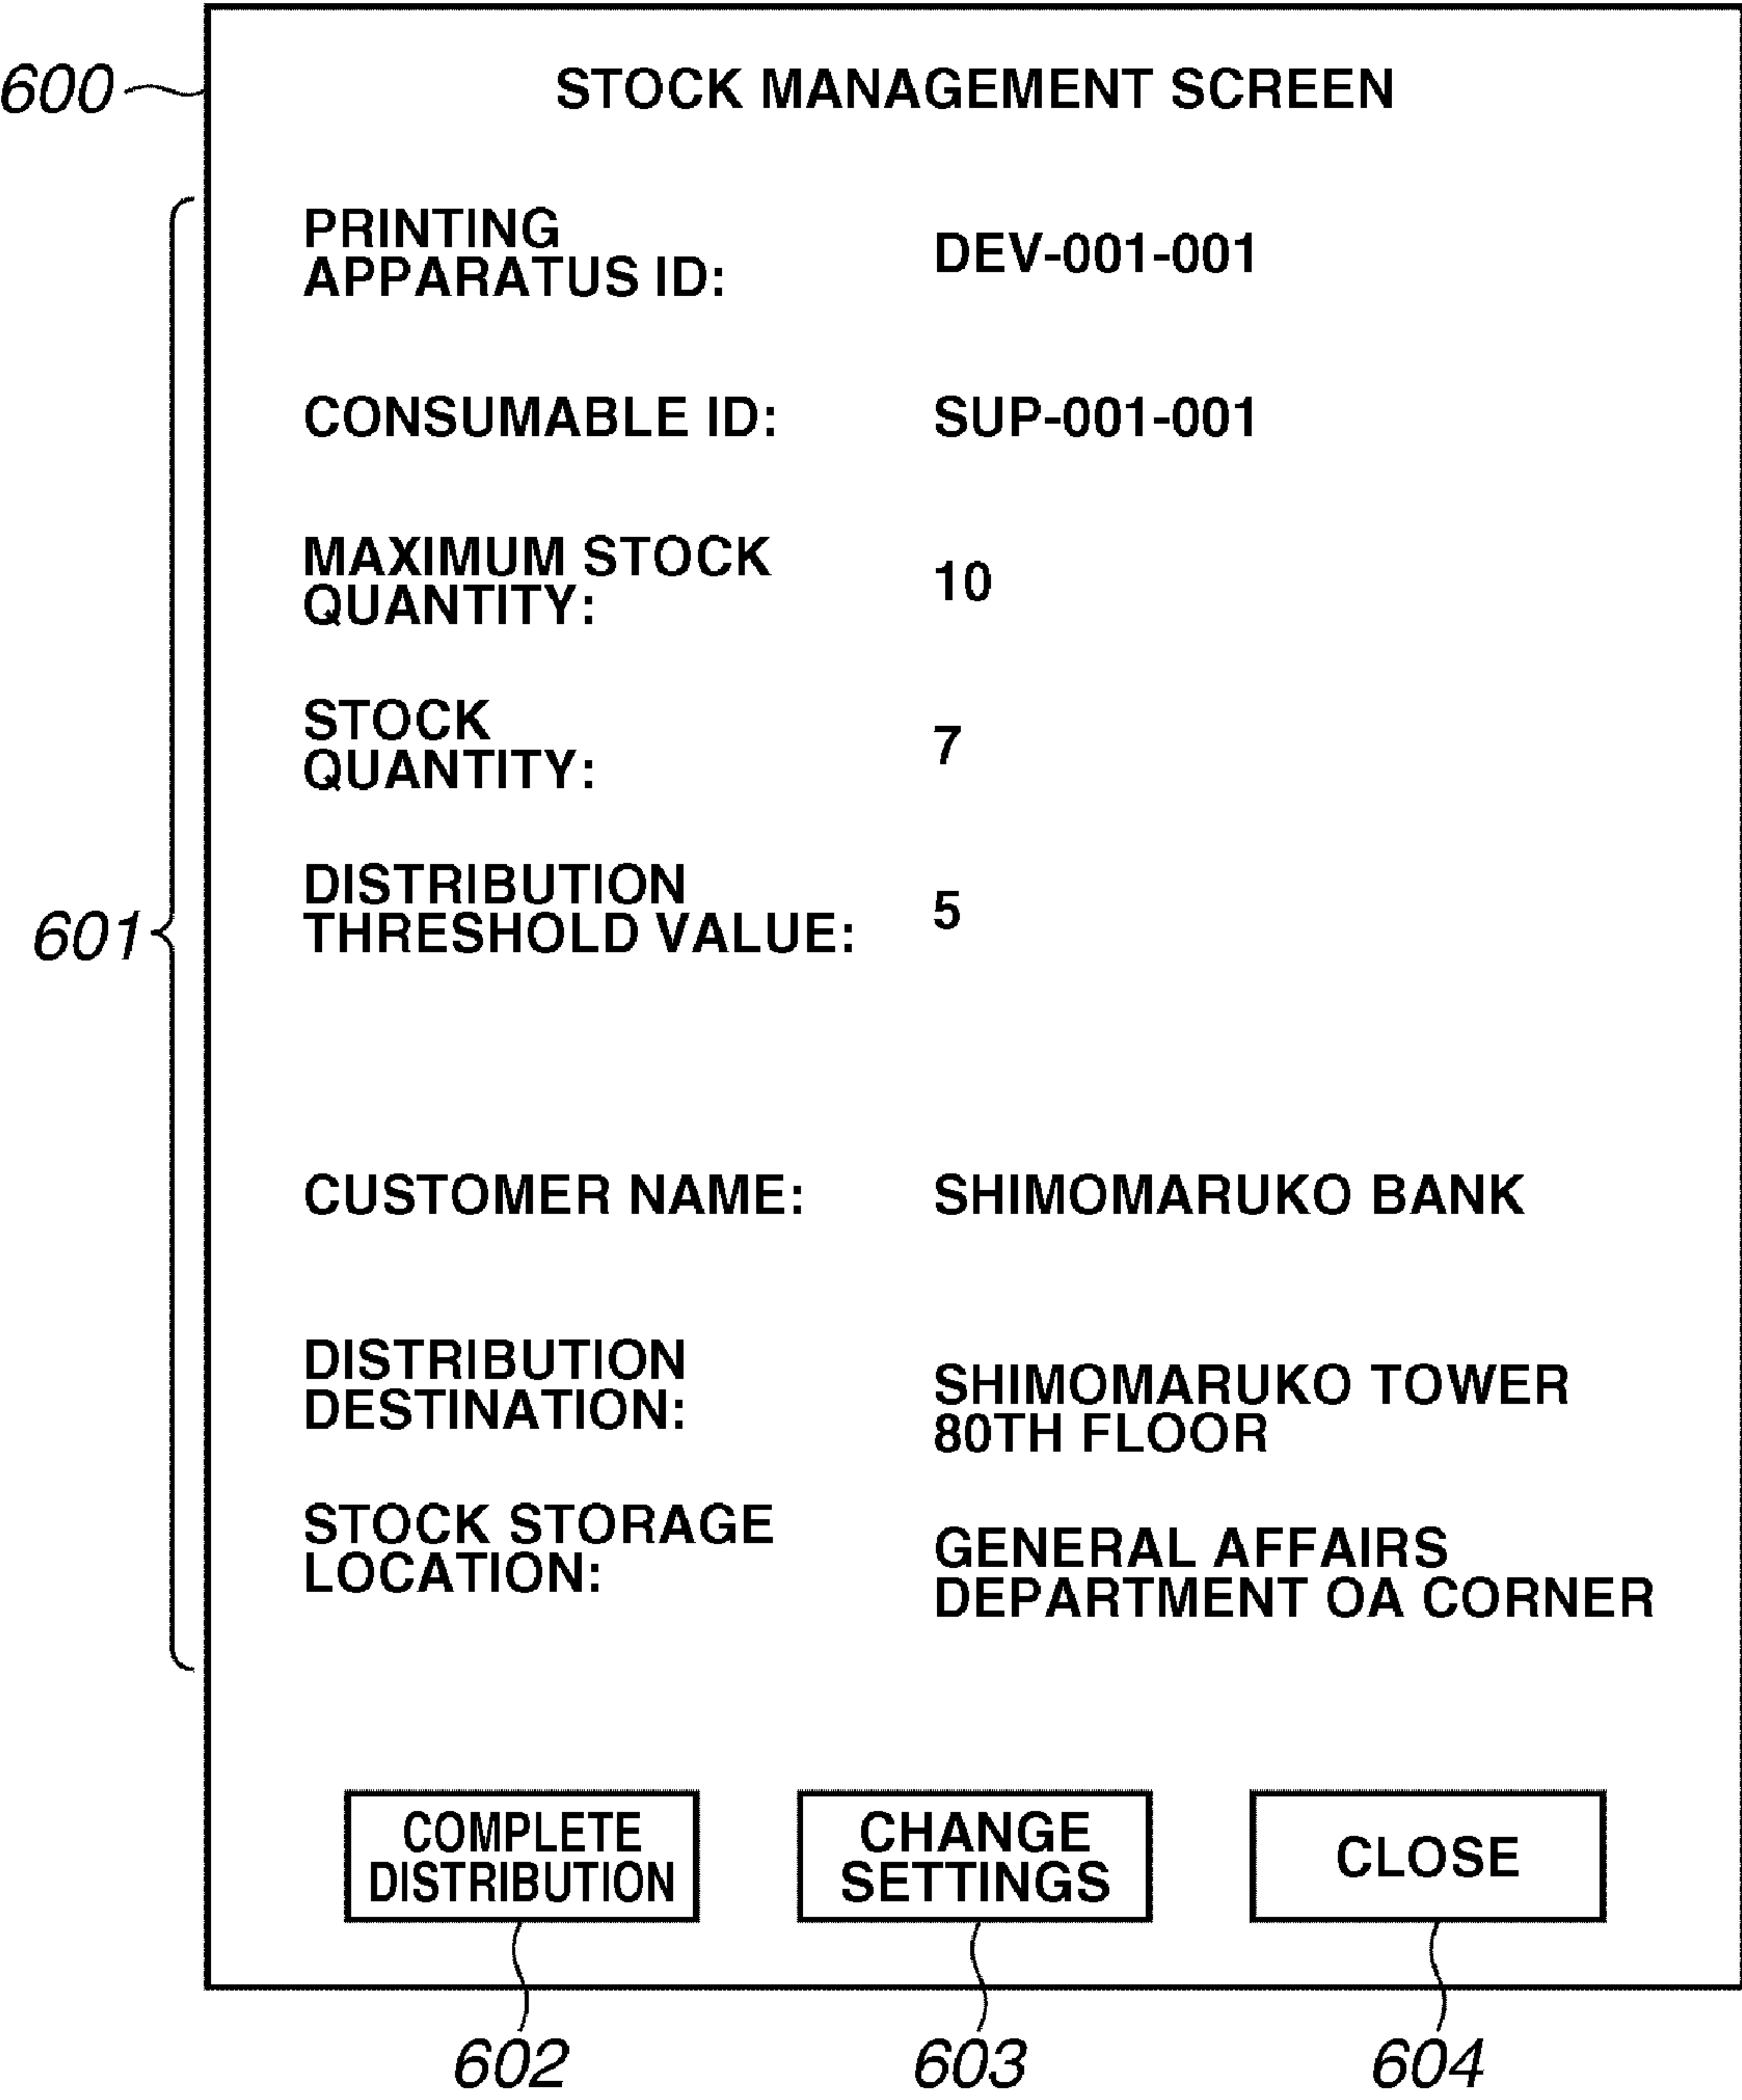 600
STOCK MANAGEMENT SCREEN
PRINTING
APPARATUS ID:
DEV-001-001
CONSUMABLE ID:
SUP-001-001
MAXIMUM STOCK
QUANTITY:
10
STOCK
QUANTITY:
7
DISTRIBUTION
THRESHOLD VALUE:
5
601
CUSTOMER NAME:
SHIMOMARUKO BANK
DISTRIBUTION
DESTINATION:
SHIMOMARUKO TOWER
80TH FLOOR
STOCK STORAGE
LOCATION:
GENERAL AFFAIRS
DEPARTMENT OA CORNER
COMPLETE
DISTRIBUTION
CHANGE
SETTINGS
CLOSE
602
603
604